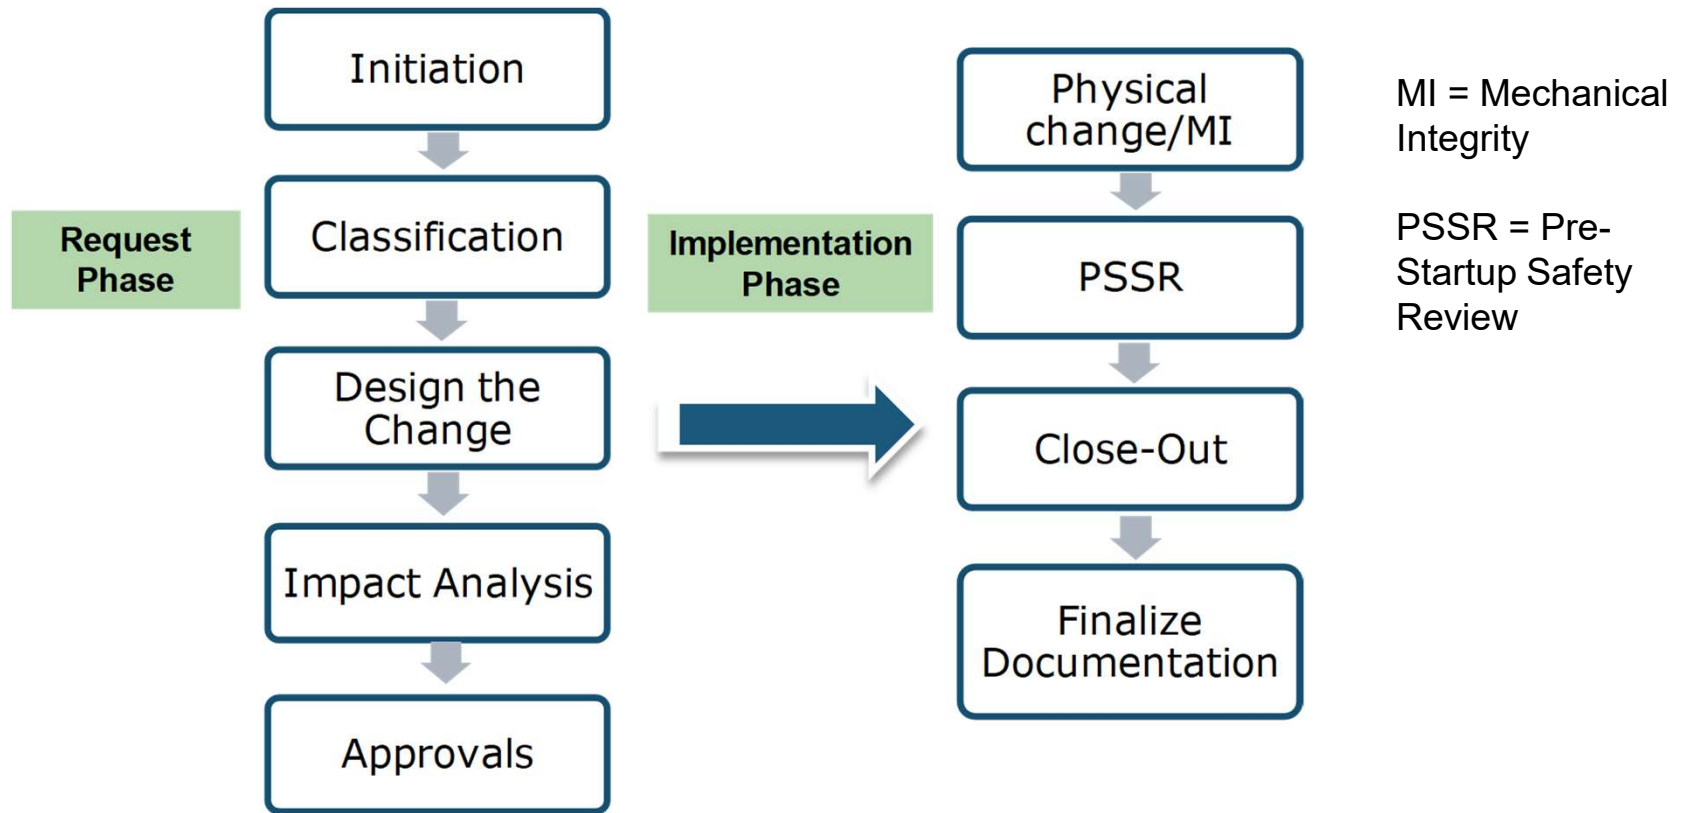 Initiation
Classification
Request
Phase
Design the
Change
Impact Analysis
Approvals
Implementation
Phase
Physical
change/MI
PSSR
Close-Out
Finalize
Documentation
MI = Mechanical
Integrity
PSSR = Pre-
Startup Safety
Review